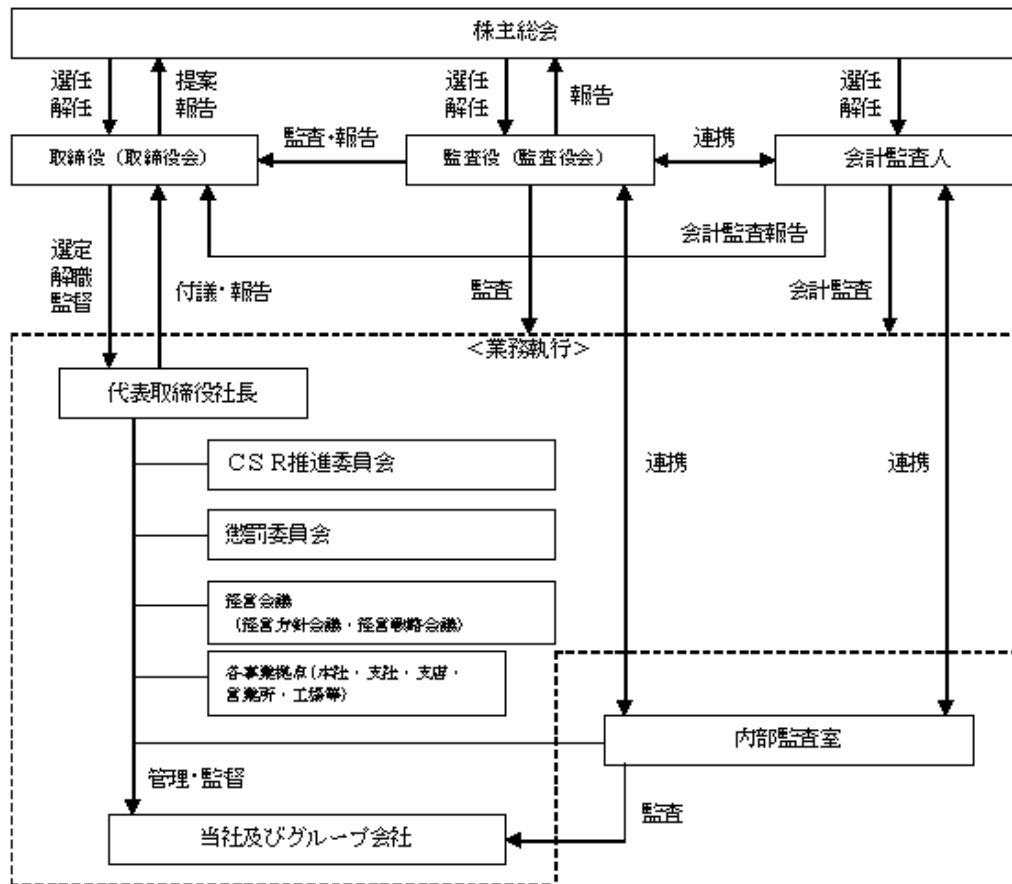 株主総会
選任
解任
提案
報告
選任
解任
報告
選任
解任
取締役（取締役会）
監査・報告
監査役（監査役会）
連携
会計監査人
会計監査報告
選定
解職
監督
付議・報告
監査
会計監査
＜業務執行＞
代表取締役社長
ＣＳＲ推進委員会
連携
連携
懲罰委員会
経営会議
（経営方針会議・経営戦略会議）
各事業拠点（本社・支社・支店・
営業所・工場等）
内部監査室
管理・監督
監査
当社及びグループ会社